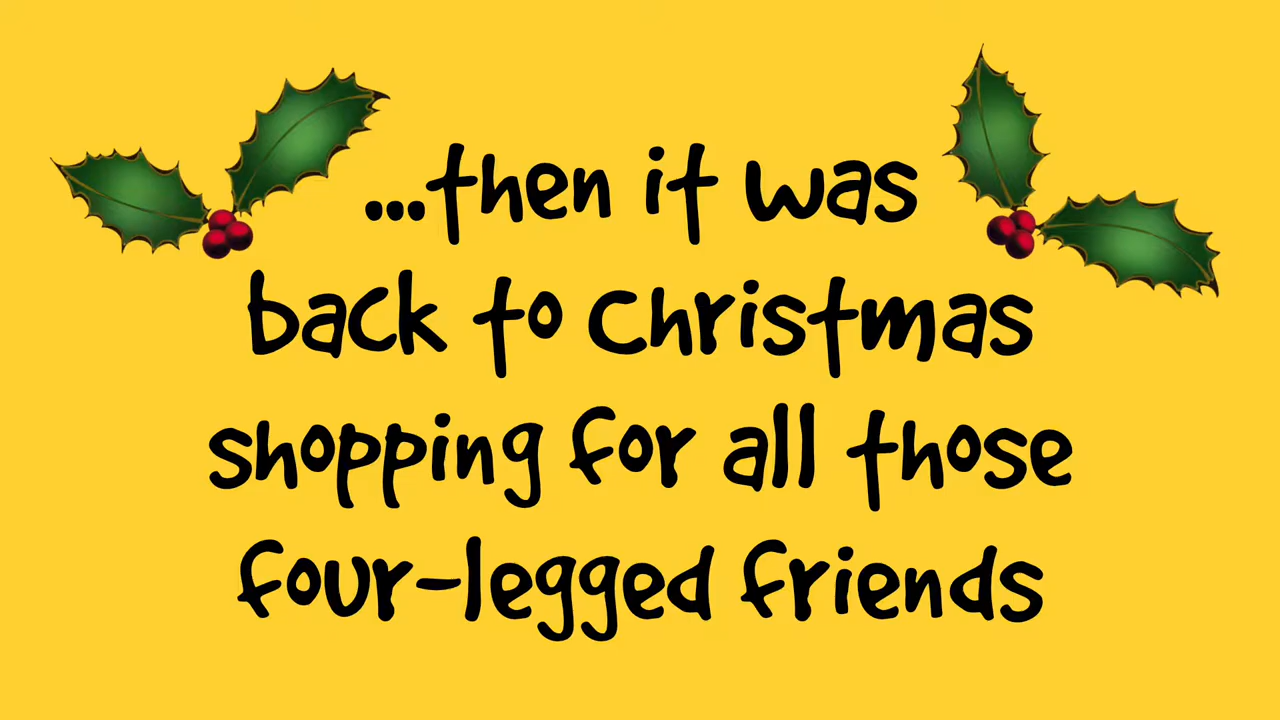 ...then it was
back to Christmas
shopping for all those
four-legged friends